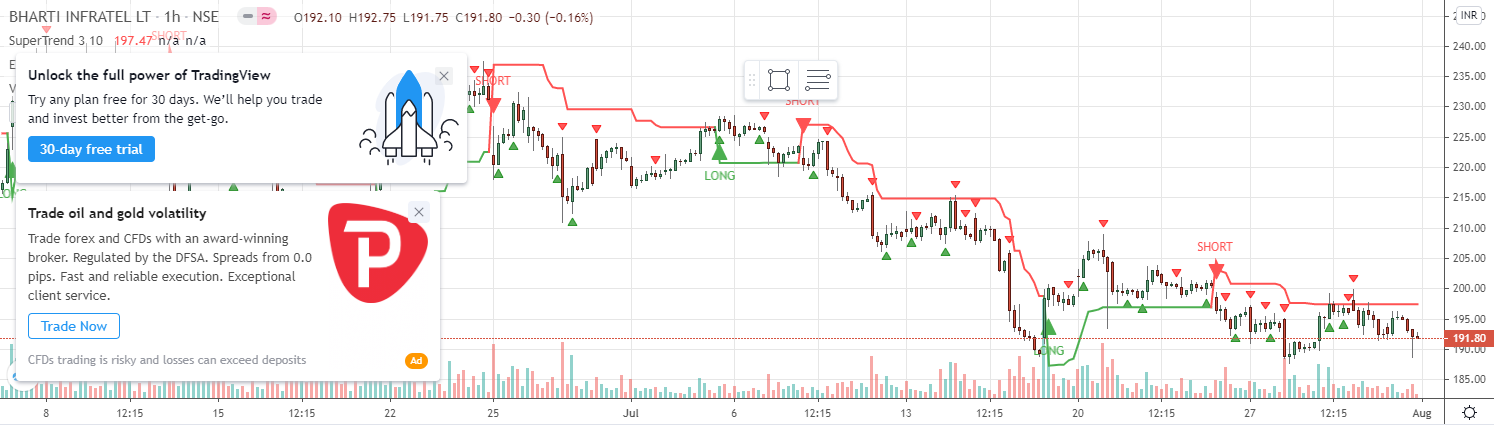 BHARTI INFRATEL LT · 1h · NSE
O192.10 H192.75 L191.75 C191.80 −0.30 (−0.16%)
INR
SuperTrend 3 10 197.47 n/a n/a
SHORT
E
V
Unlock the full power of TradingView
Try any plan free for 30 days. We'll help you trade
and invest better from the get-go.
30-day free trial
Trade oil and gold volatility
Trade forex and CFDs with an award-winning
broker. Regulated by the DFSA. Spreads from 0.0
pips. Fast and reliable execution. Exceptional
client service.
P
Trade Now
CFDs trading is risky and losses can exceed deposits
Ad
SHORT
LONG
SHORT
LONG
SHORT
240.00
235.00
230.00
225.00
220.00
215.00
210.00
205.00
200.00
195.00
191.80
190.00
185.00
8
12:15
15
12:15
22
12:15
25
12:15
Jul
6
12:15
13
12:15
20
12:15
27
12:15
Aug